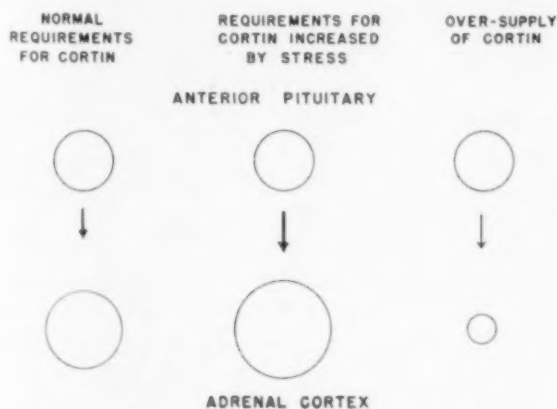 NORMAL
REQUIREMENTS
FOR CORTIN
REQUIREMENTS FOR
CORTIN INCREASED
BY STRESS
OVER-SUPPLY
OF CORTIN
ANTERIOR PITUITARY
ADRENAL CORTEX